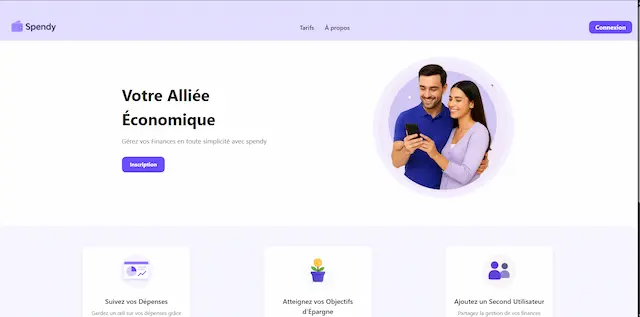 Spendy
Tarifs
À propos
Connexion
Votre Alliée
Économique
Gérez vos Finances en toute simplicité avec spendy
Inscription
Suivez vos Dépenses
Gardez un œil sur vos dépenses grâce
Atteignez vos Objectifs
d'Épargne
Ajoutez un Second Utilisateur
Partagez la gestion de vos finances